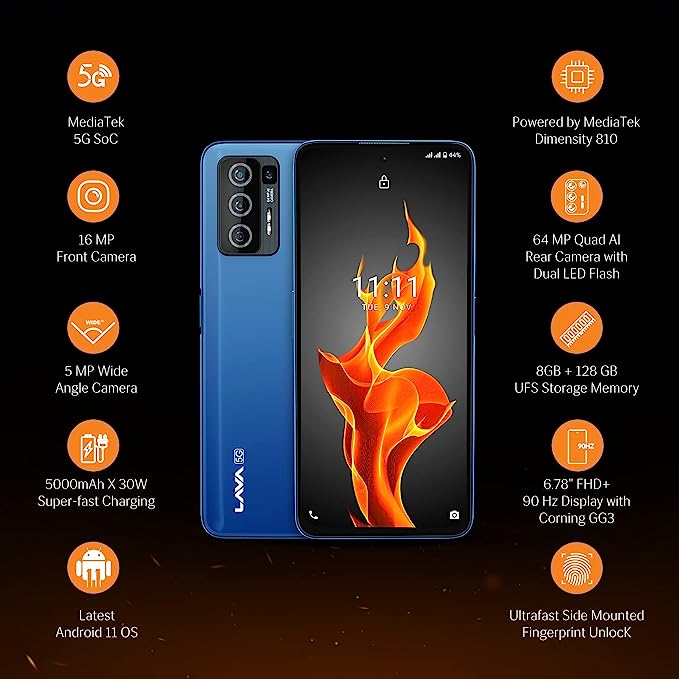 5G
MediaTek
5G SoC
16 MP
Front Camera
WIDE
5 MP Wide
Angle Camera
5000mAh X 30W
Super-fast Charging
Latest
Android 11 OS
LAVA 5G
44%
11:11
TUE, 9 NOV
Powered by MediaTek
Dimensity 810
64 MP Quad AI
Rear Camera with
Dual LED Flash
8GB + 128 GB
UFS Storage Memory
90HZ
6.78" FHD+
90 Hz Display with
Corning GG3
Ultrafast Side Mounted
Fingerprint UnlocK